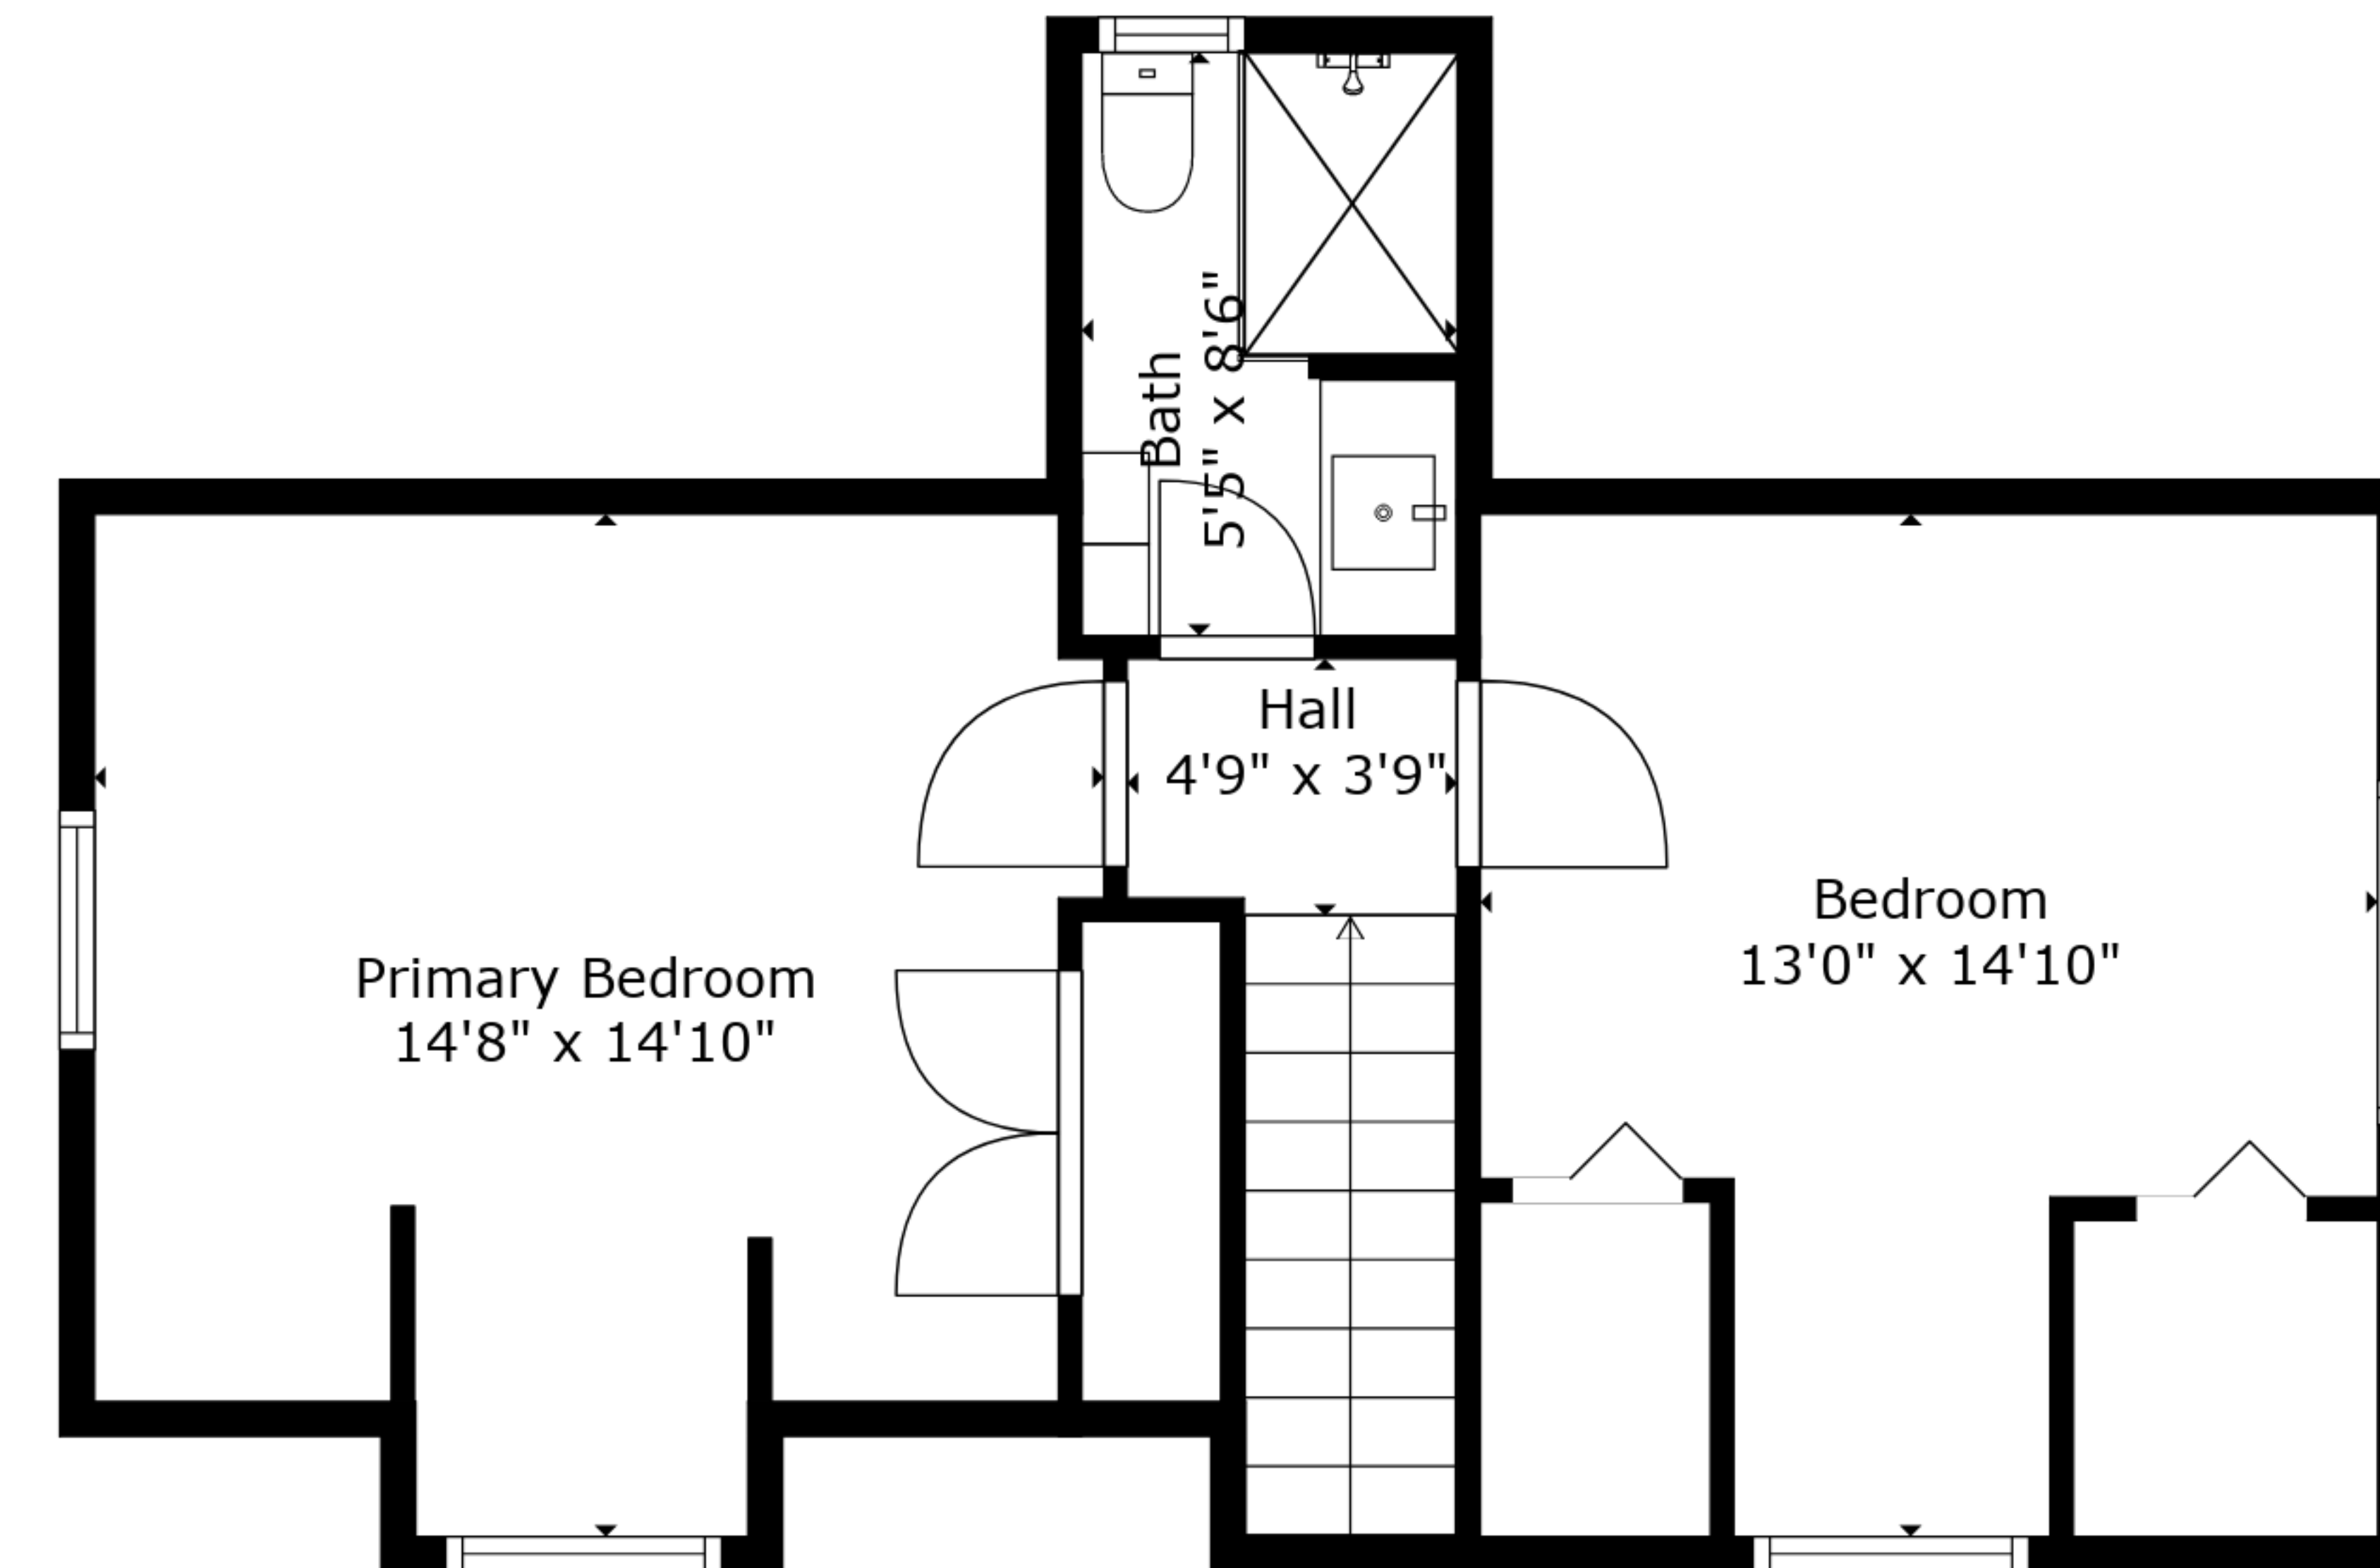 Bath
5'5" x 8'6"
Hall
4'9" x 3'9"
Primary Bedroom
14'8" x 14'10"
Bedroom
13'0" x 14'10"